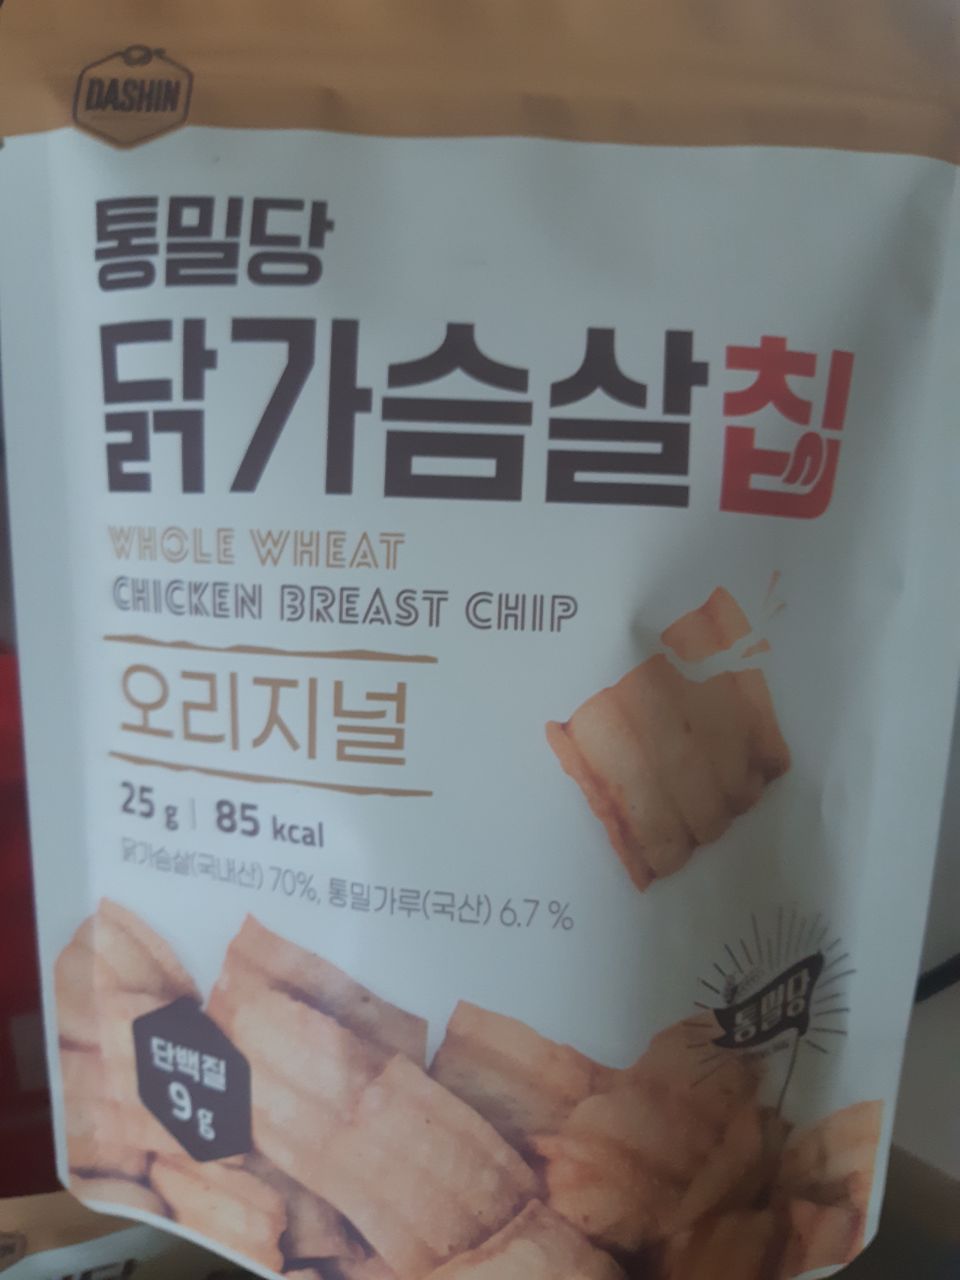 DASHIN
통밀당
닭가슴살칩
WHOLE WHEAT
CHICKEN BREAST CHIP
오리지널
25 g | 85 kcal
닭가슴살(국내산) 70%, 통밀가루(국산) 6.7 %
통밀당
단백질
9 g